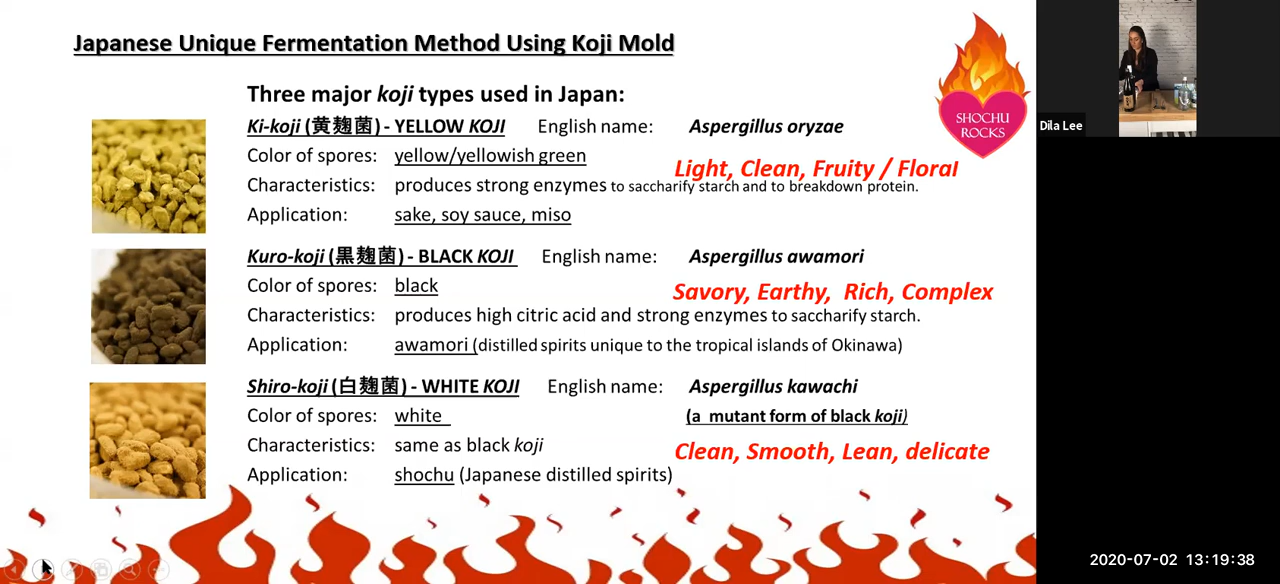 Japanese Unique Fermentation Method Using Koji Mold
SHOCHU
ROCKS
Dila Lee
Three major koji types used in Japan:
Ki-koji (黄麹菌) - YELLOW KOJI English name: Aspergillus oryzae
Color of spores: yellow/yellowish green
Light, Clean, Fruity / Floral
Characteristics: produces strong enzymes to saccharify starch and to breakdown protein.
Application: sake, soy sauce, miso
Kuro-koji (黒麹菌) - BLACK KOJI English name: Aspergillus awamori
Color of spores: black
Savory, Earthy, Rich, Complex
Characteristics: produces high citric acid and strong enzymes to saccharify starch.
Application: awamori (distilled spirits unique to the tropical islands of Okinawa)
Shiro-koji (白麹菌) - WHITE KOJI English name: Aspergillus kawachi
Color of spores: white (a mutant form of black koji)
Characteristics: same as black koji
Clean, Smooth, Lean, delicate
Application: shochu (Japanese distilled spirits)
2020-07-02 13:19:38